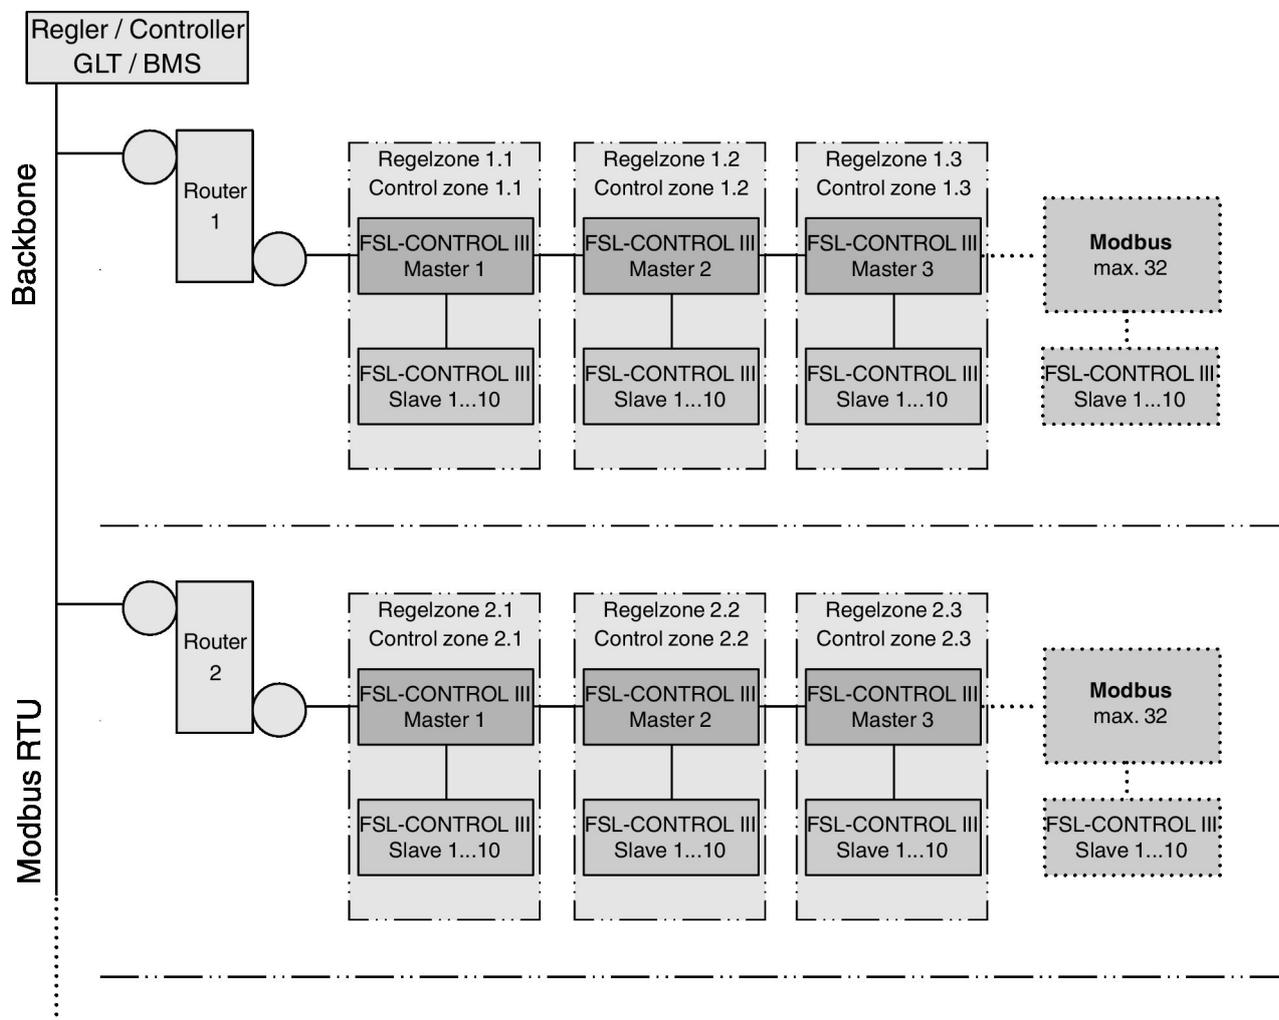 Regler / Controller
GLT / BMS
Backbone
Router
1
Regelzone 1.1
Control zone 1.1
FSL-CONTROL III
Master 1
FSL-CONTROL III
Slave 1...10
Regelzone 1.2
Control zone 1.2
FSL-CONTROL III
Master 2
FSL-CONTROL III
Slave 1...10
Regelzone 1.3
Control zone 1.3
FSL-CONTROL III
Master 3
FSL-CONTROL III
Slave 1...10
Modbus
max. 32
FSL-CONTROL III
Slave 1...10
Modbus RTU
Router
2
Regelzone 2.1
Control zone 2.1
FSL-CONTROL III
Master 1
FSL-CONTROL III
Slave 1...10
Regelzone 2.2
Control zone 2.2
FSL-CONTROL III
Master 2
FSL-CONTROL III
Slave 1...10
Regelzone 2.3
Control zone 2.3
FSL-CONTROL III
Master 3
FSL-CONTROL III
Slave 1...10
Modbus
max. 32
FSL-CONTROL III
Slave 1...10